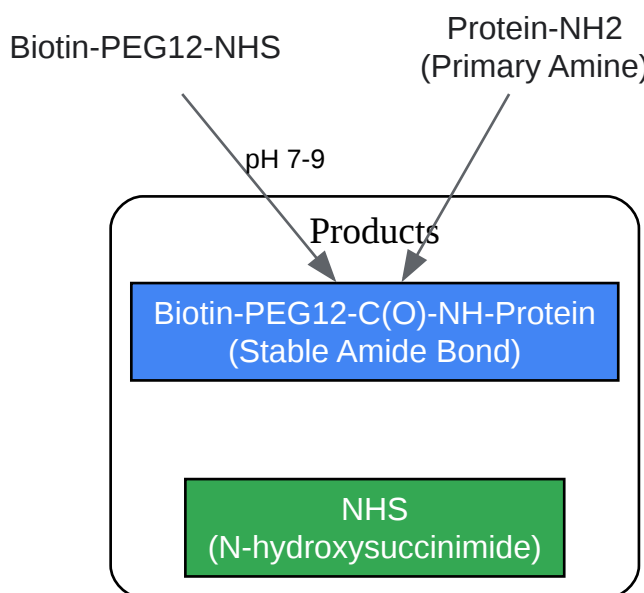 Biotin-PEG12-NHS
Protein-NH2
(Primary Amine)
pH 7-9
Products
Biotin-PEG12-C(O)-NH-Protein
(Stable Amide Bond)
NHS
(N-hydroxysuccinimide)